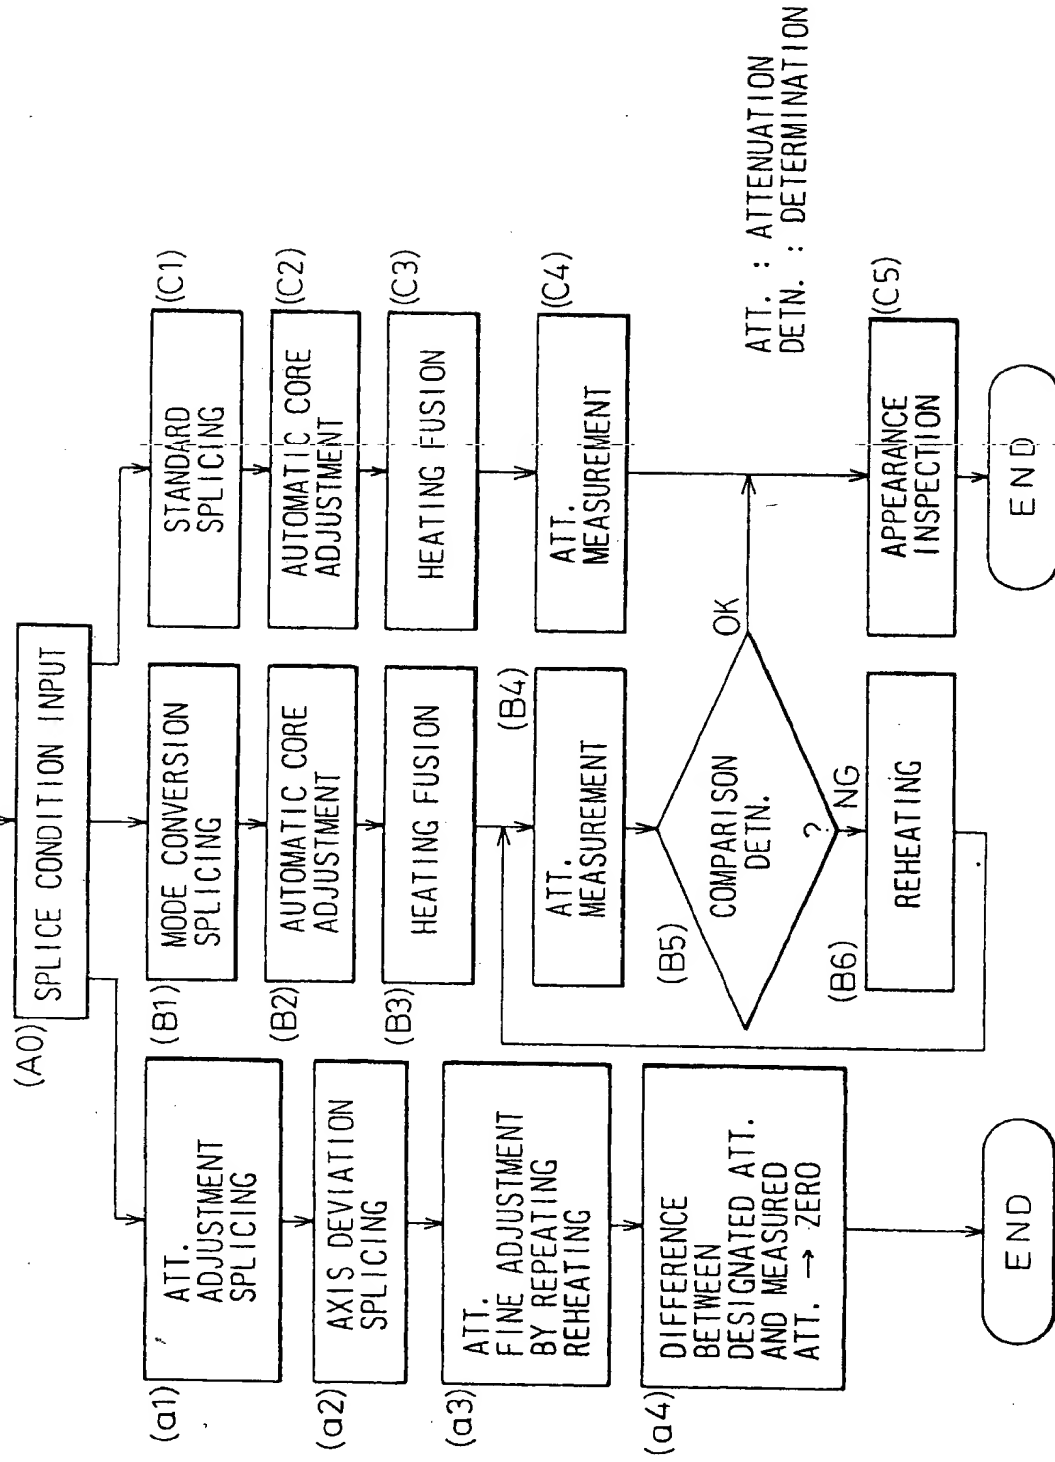 (A0)
SPLICE CONDITION INPUT
(a1)
ATT.
ADJUSTMENT
SPLICING
(a2)
AXIS DEVIATION
SPLICING
(a3)
ATT.
FINE ADJUSTMENT
BY REPEATING
REHEATING
(a4)
DIFFERENCE
BETWEEN
DESIGNATED ATT.
AND MEASURED
ATT. → ZERO
END
(B1)
MODE CONVERSION
SPLICING
(B2)
AUTOMATIC CORE
ADJUSTMENT
(B3)
HEATING FUSION
(B4)
ATT.
MEASUREMENT
(B5)
COMPARISON
DETN.
?
OK
NG
(B6)
REHEATING
(C1)
STANDARD
SPLICING
(C2)
AUTOMATIC CORE
ADJUSTMENT
(C3)
HEATING FUSION
(C4)
ATT.
MEASUREMENT
ATT. : ATTENUATION
DETN. : DETERMINATION
(C5)
APPEARANCE
INSPECTION
END